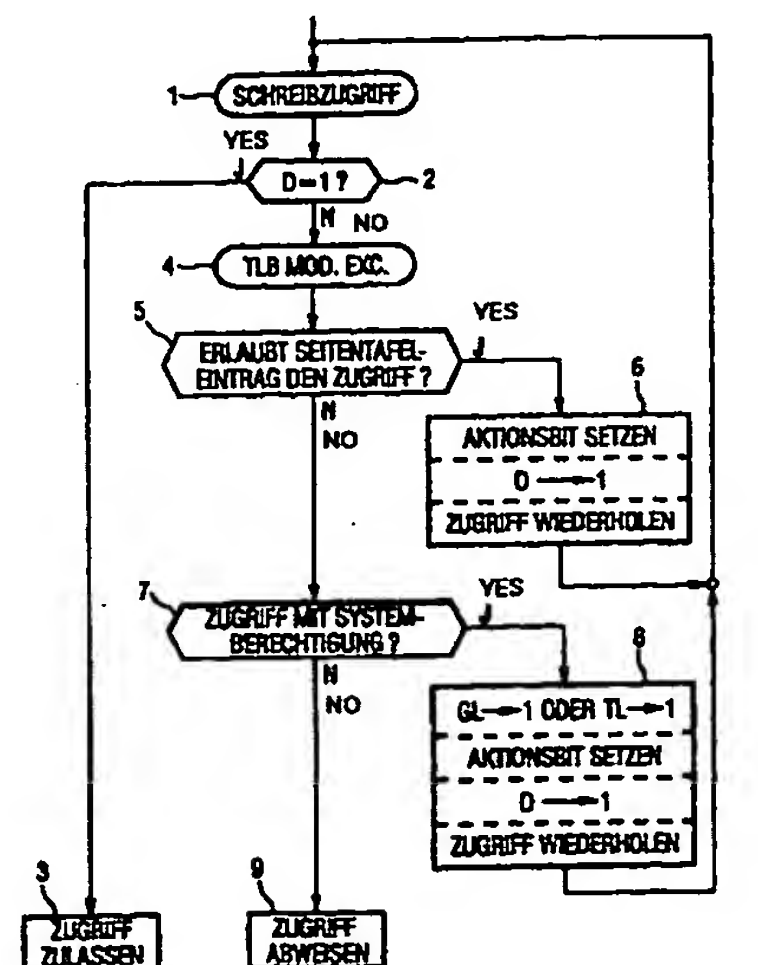 1
SCHREIBZUGRIFF
YES
D=1?
2
N NO
4
TLB MOD. EXC.
5
YES
ERLAUBT SEITENTAFEL-
EINTRAG DEN ZUGRIFF ?
N
NO
6
AKTIONSBIT SETZEN
D → 1
ZUGRIFF WIEDERHOLEN
7
YES
ZUGRIFF MIT SYSTEM-
BERECHTIGUNG ?
N
NO
8
GL → 1 ODER TL → 1
AKTIONSBIT SETZEN
D → 1
ZUGRIFF WIEDERHOLEN
3
ZUGRIFF
ZULASSEN
9
ZUGRIFF
ABWEISEN